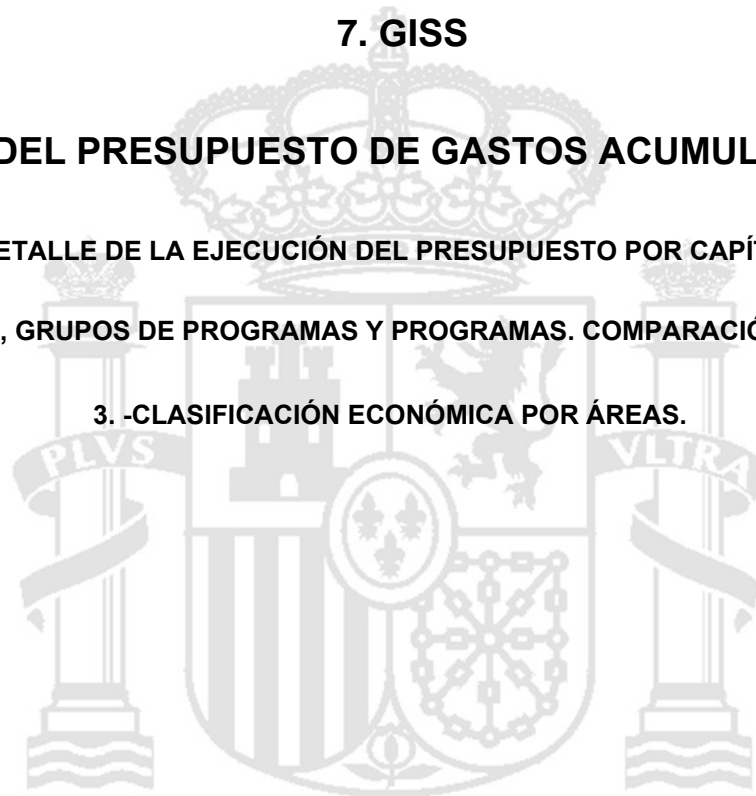 7. GISS
DEL PRESUPUESTO DE GASTOS ACUMUL
ETALLE DE LA EJECUCIÓN DEL PRESUPUESTO POR CAPÍ
, GRUPOS DE PROGRAMAS Y PROGRAMAS. COMPARACIÓ
3. -CLASIFICACIÓN ECONÓMICA POR ÁREAS.
PLVS
VLTRA